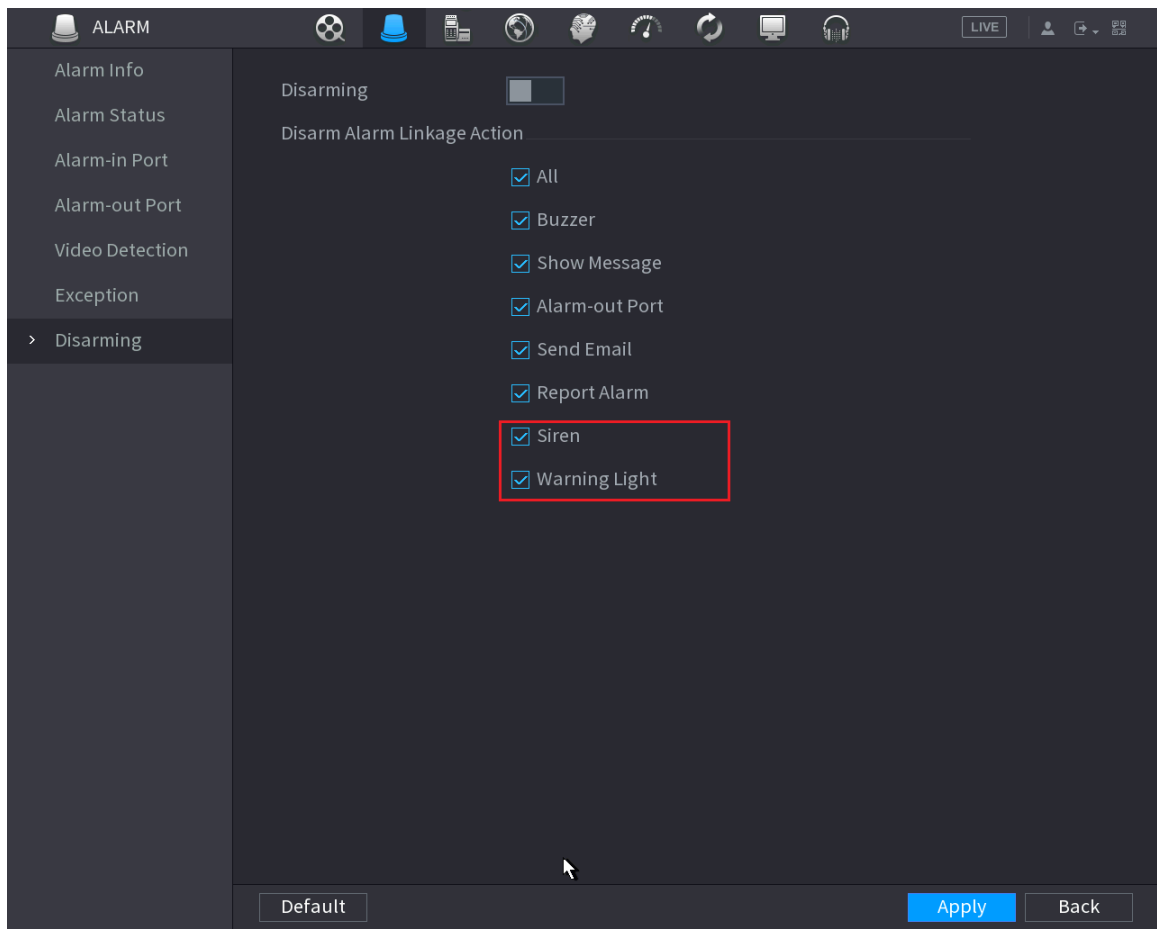 ALARM
LIVE
Alarm Info
Alarm Status
Alarm-in Port
Alarm-out Port
Video Detection
Exception
Disarming
Disarming
Disarm Alarm Linkage Action
All
Buzzer
Show Message
Alarm-out Port
Send Email
Report Alarm
Siren
Warning Light
Default
Apply
Back